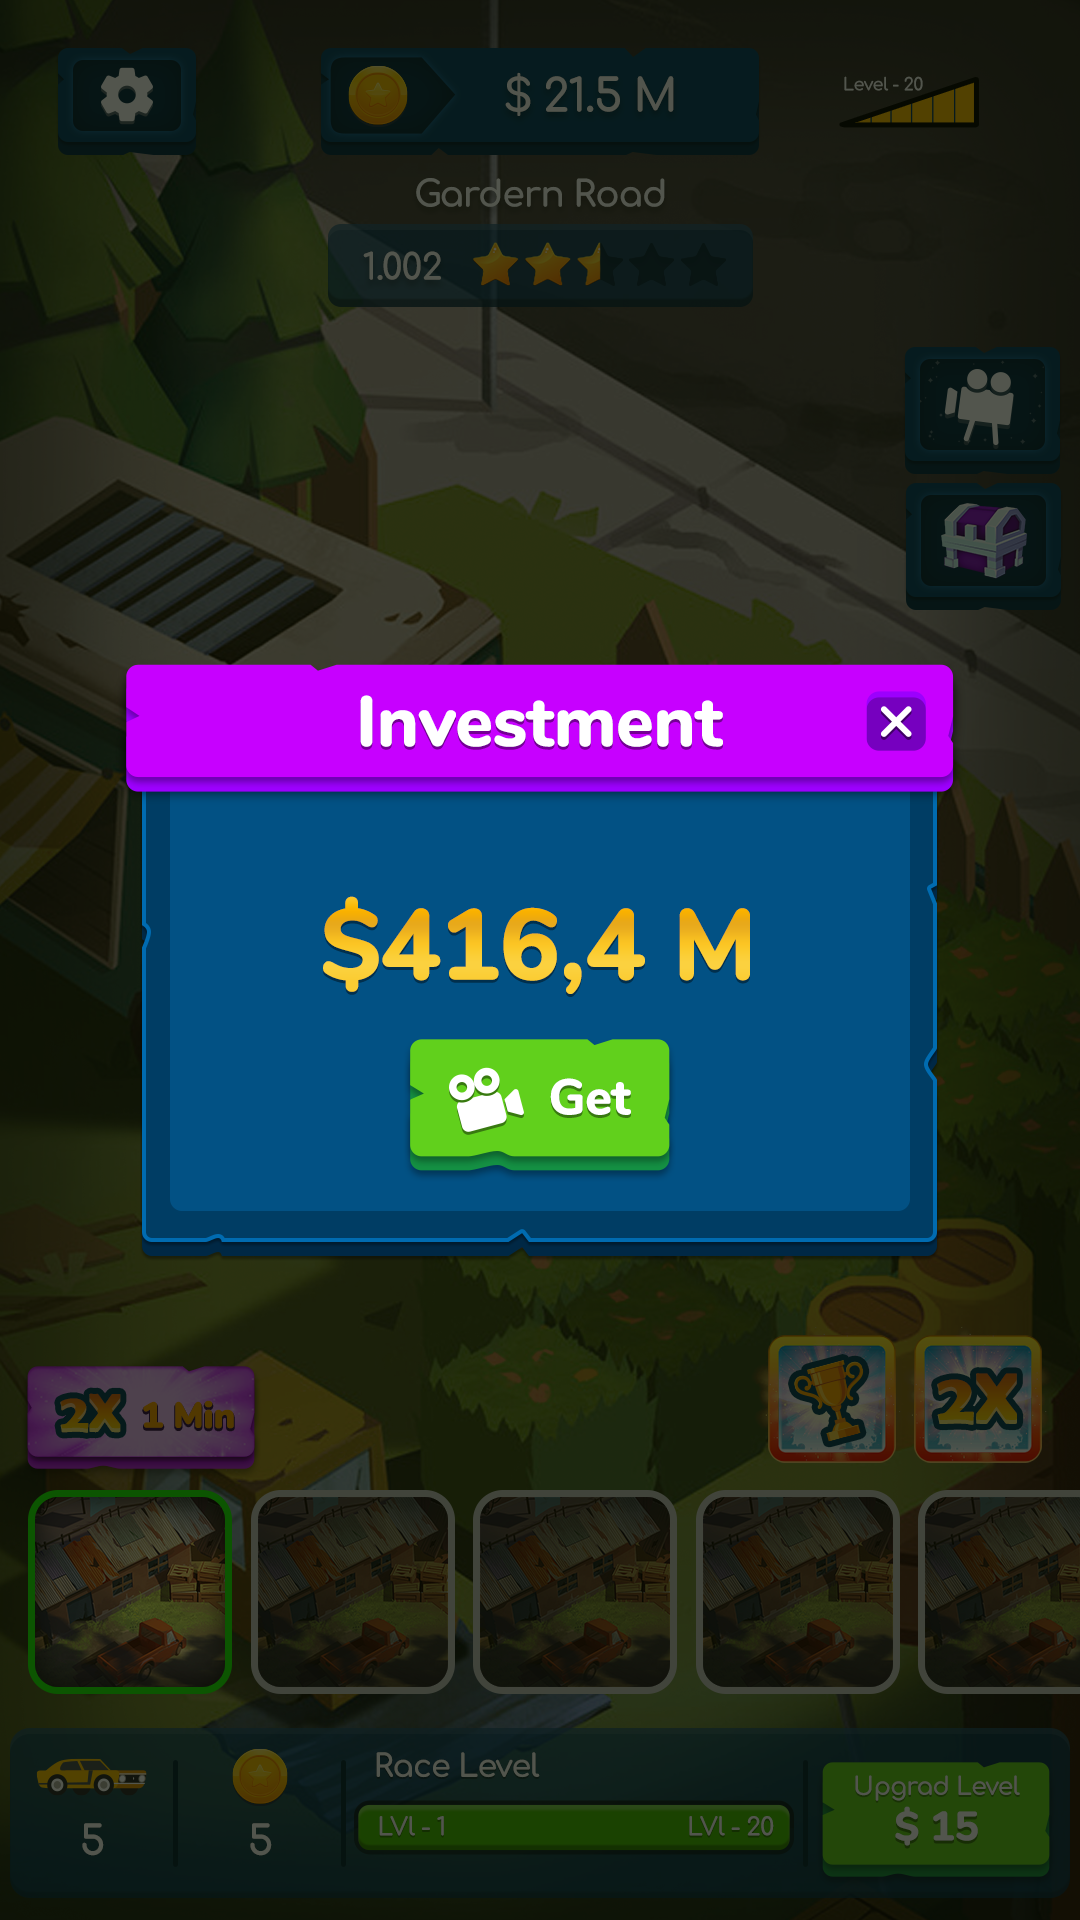 $ 21.5 M
Level - 20
Gardern Road
1.002
Investment
$416,4 M
Get
2X 1 Min
2X
Race Level
5
5
LVl - 1
LVl - 20
Upgrad Level
$ 15